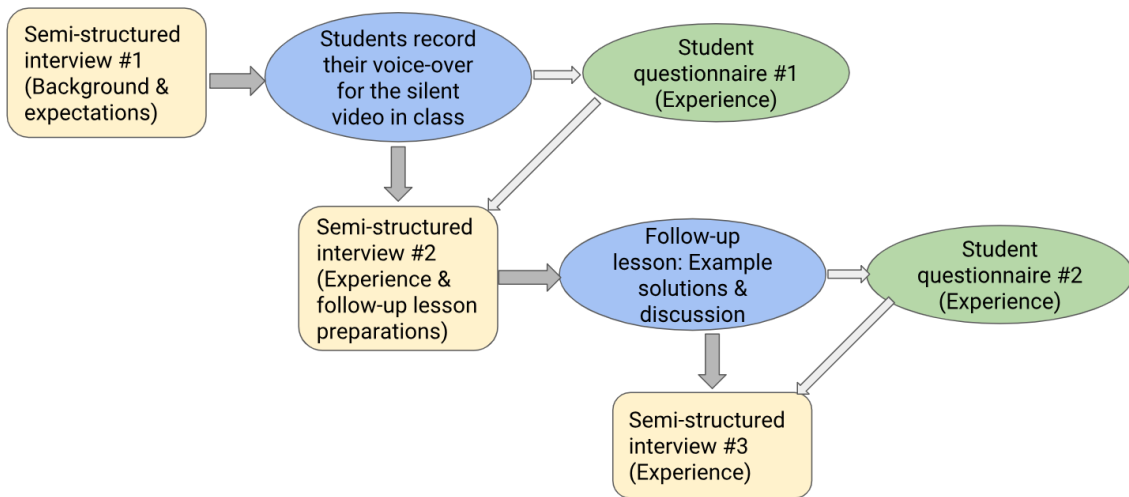 Semi-structured
interview #1
(Background &
expectations)
Students record
their voice-over
for the silent
video in class
Student
questionnaire #1
(Experience)
Semi-structured
interview #2
(Experience &
follow-up lesson
preparations)
Follow-up
lesson: Example
solutions &
discussion
Student
questionnaire #2
(Experience)
Semi-structured
interview #3
(Experience)